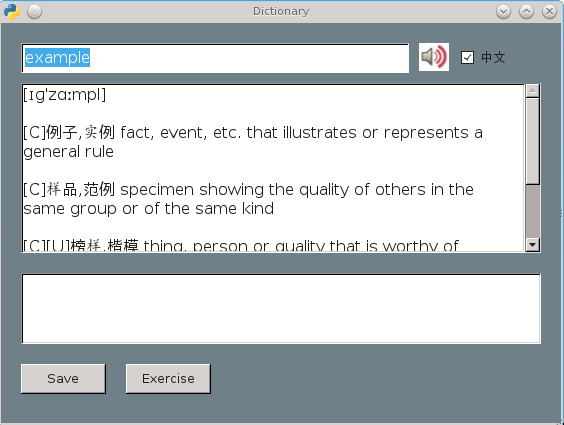 Dictionary
example
中文
[ɪg'zɑːmpl]
[C]例子,实例 fact, event, etc. that illustrates or represents a
general rule
[C]样品,范例 specimen showing the quality of others in the
same group or of the same kind
[C][U]榜样,楷模 thing, person or quality that is worthy of
Save
Exercise